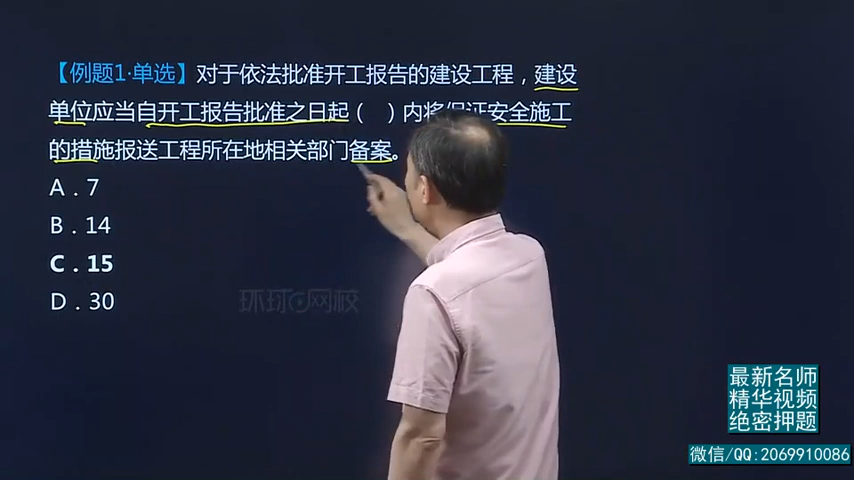 【例题1·单选】对于依法批准开工报告的建设工程，建设
单位应当自开工报告批准之日起（ ）内将保证安全施工
的措施报送工程所在地相关部门备案。
A．7
B．14
C．15
D．30
环球网校
最新名师
精华视频
绝密押题
微信/QQ:2069910086